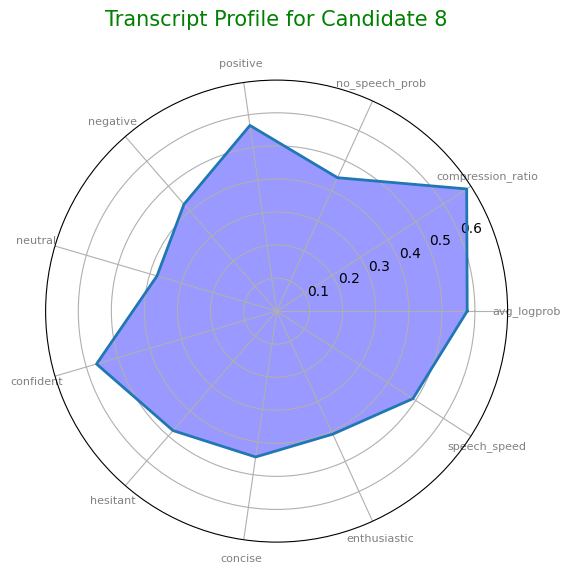 Transcript Profile for Candidate 8
positive
no_speech_prob
negative
compression_ratio
0.6
0.5
0.4
neutral
0.3
0.2
0.1
avg_logprob
confident
speech_speed
hesitant
enthusiastic
concise